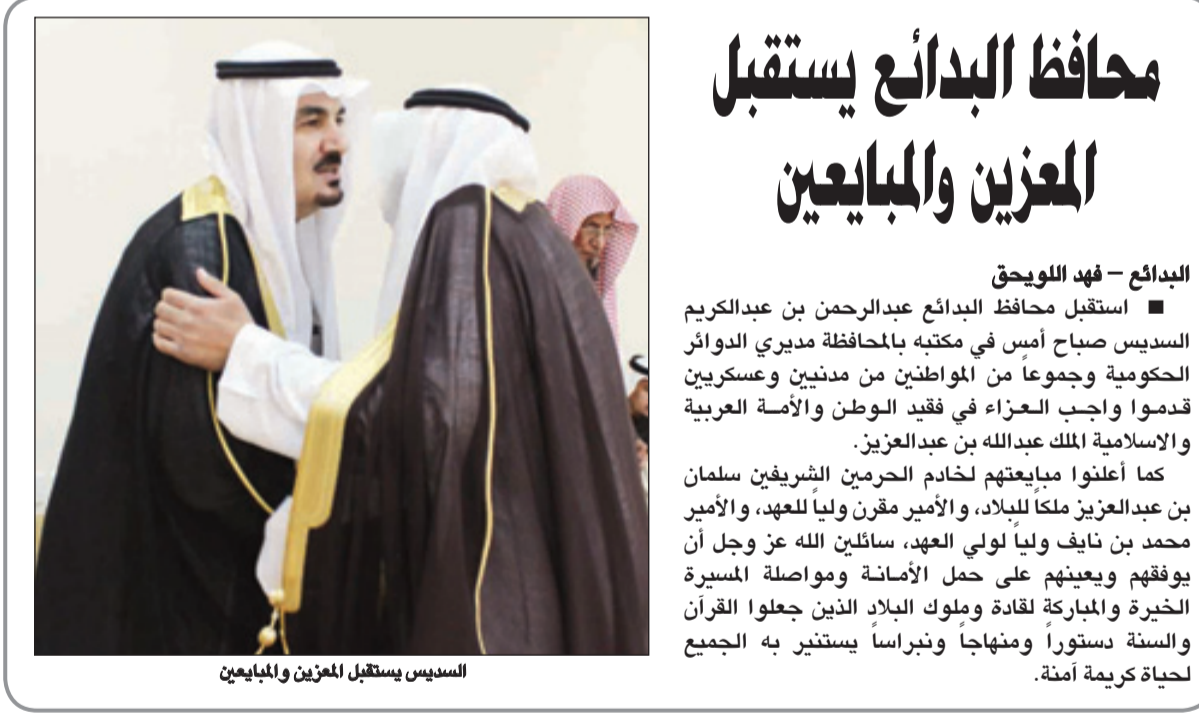 محافظ البدائع يستقبل
المعزين والمبايعين
البدائع – فهد اللويحق
■ استقبل محافظ البدائع عبدالرحمن بن عبدالكريم
السديس صباح أمس في مكتبه بالمحافظة مديري الدوائر
الحكومية وجموعاً من المواطنين من مدنيين وعسكريين
قدموا واجب العزاء في فقيد الوطن والأمة العربية
والاسلامية الملك عبدالله بن عبدالعزيز.
كما أعلنوا مبايعتهم لخادم الحرمين الشريفين سلمان
بن عبدالعزيز ملكاً للبلاد، والأمير مقرن ولياً للعهد، والأمير
محمد بن نايف ولياً لولي العهد، سائلين الله عز وجل أن
يوفقهم ويعينهم على حمل الأمانة ومواصلة المسيرة
الخيرة والمباركة لقادة وملوك البلاد الذين جعلوا القرآن
والسنة دستوراً ومنهاجاً ونبراساً يستنير به الجميع
لحياة كريمة آمنة.
السديس يستقبل المعزين والمبايعين